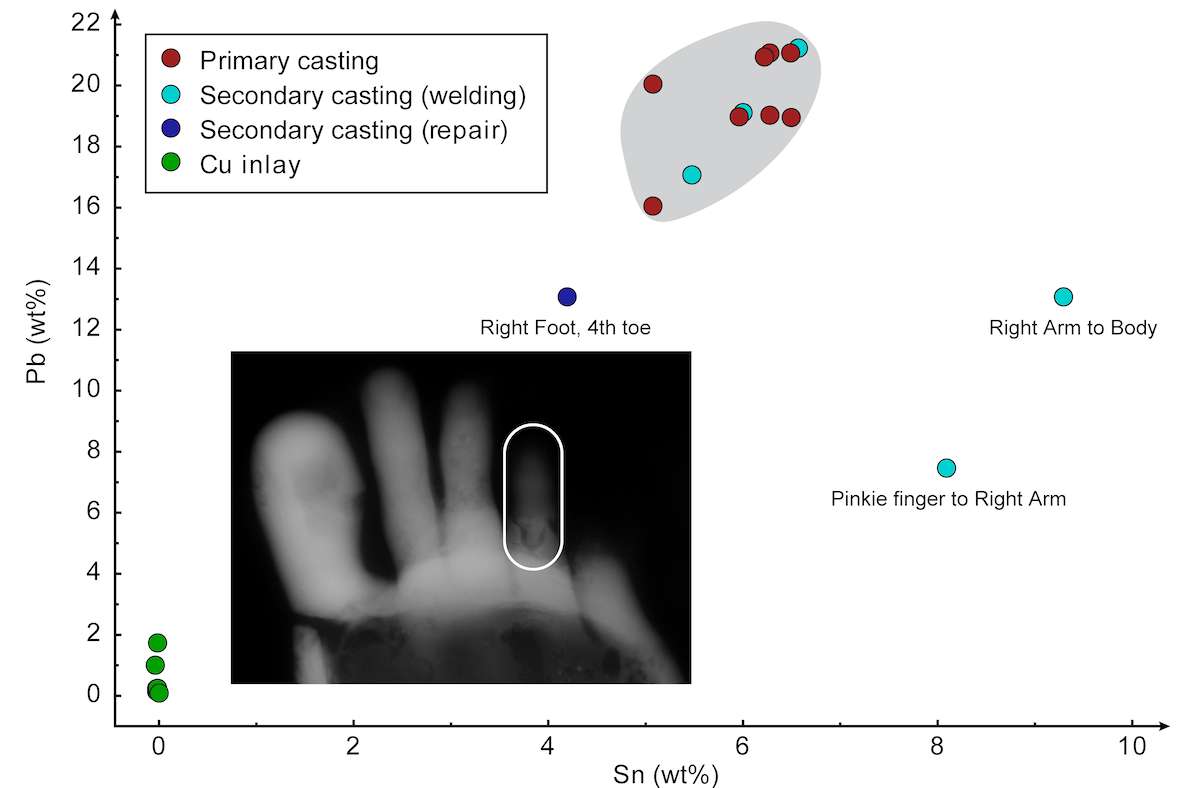 22
20
18
16
14
12
10
8
6
4
2
0
Pb (wt%)
Primary casting
Secondary casting (welding)
Secondary casting (repair)
Cu inlay
Right Foot, 4th toe
Right Arm to Body
Pinkie finger to Right Arm
0 2 4 6 8 10
Sn (wt%)